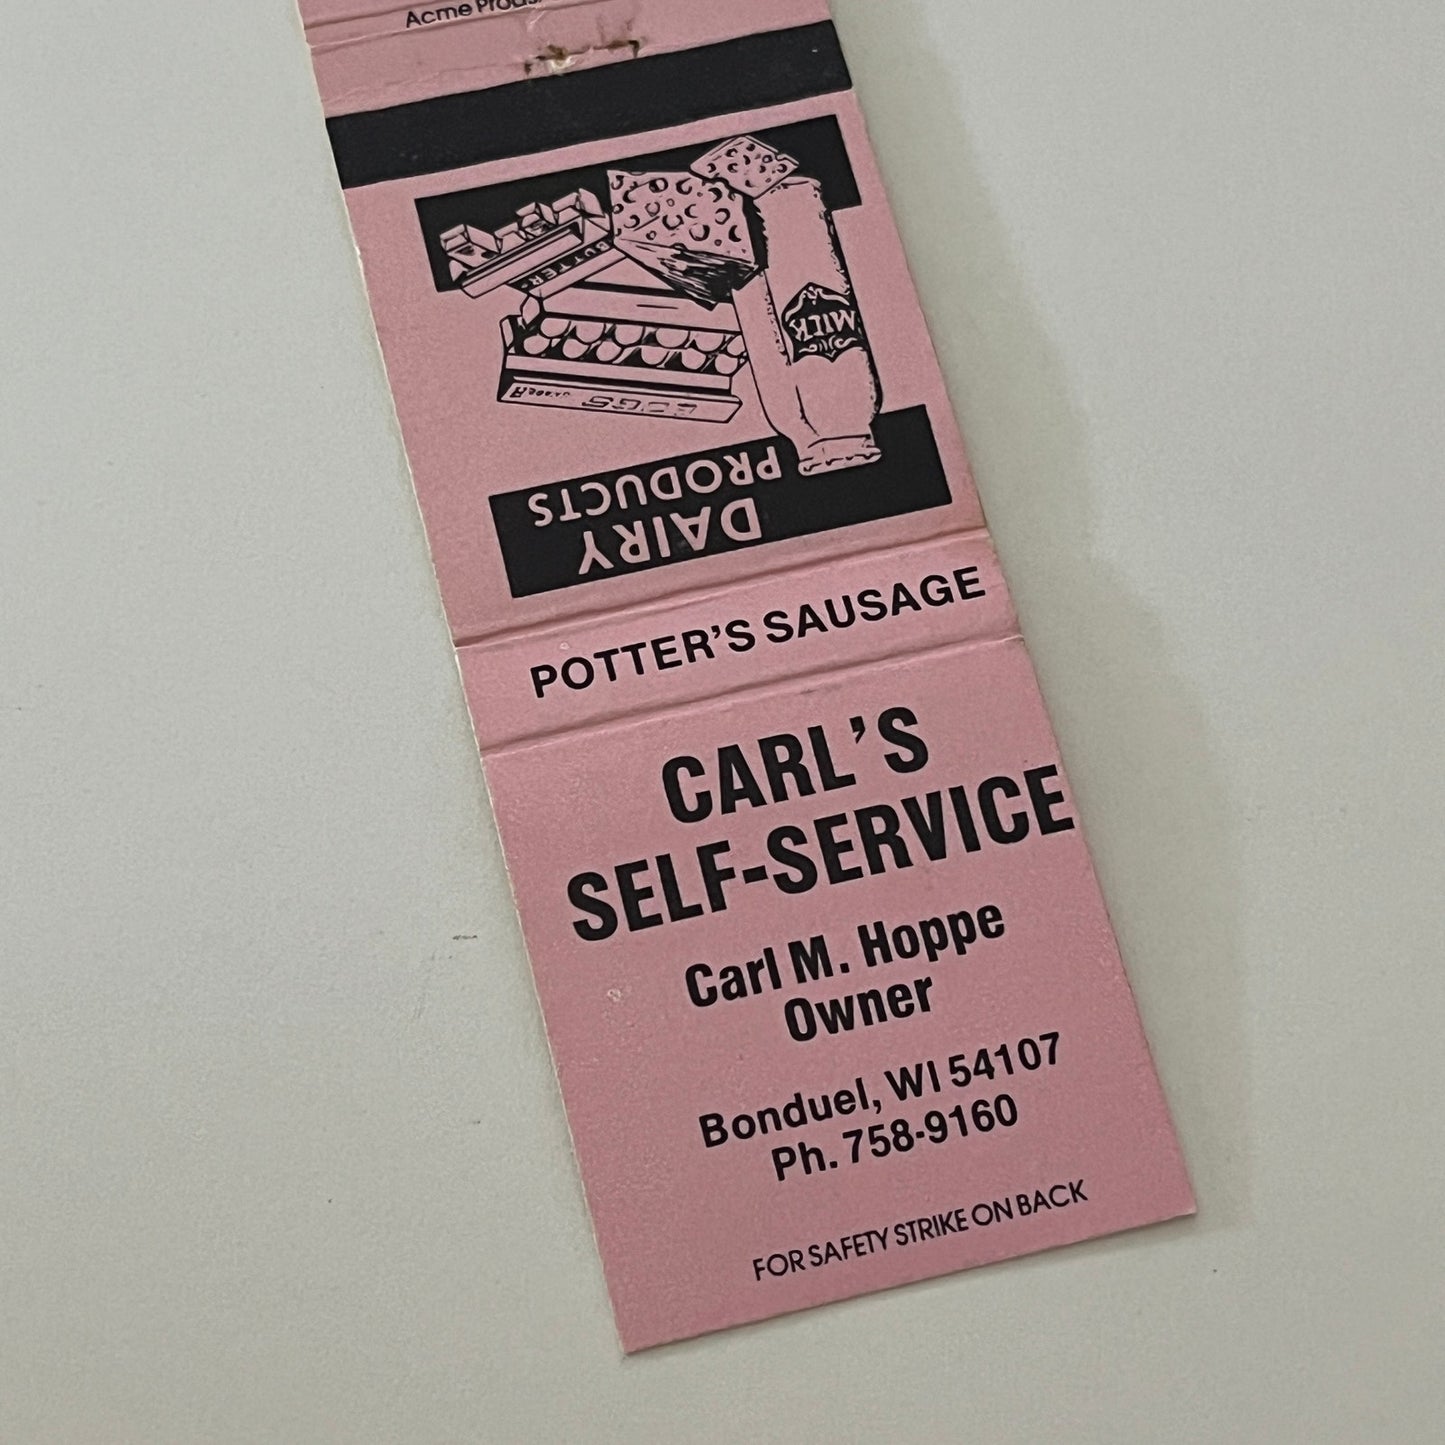 Acme
BUTTER
MILK
EGGS
DAIRY
PRODUCTS
POTTER'S SAUSAGE
CARL'S
SELF-SERVICE
Carl M. Hoppe
Owner
Bonduel, WI 54107
Ph. 758-9160
FOR SAFETY STRIKE ON BACK